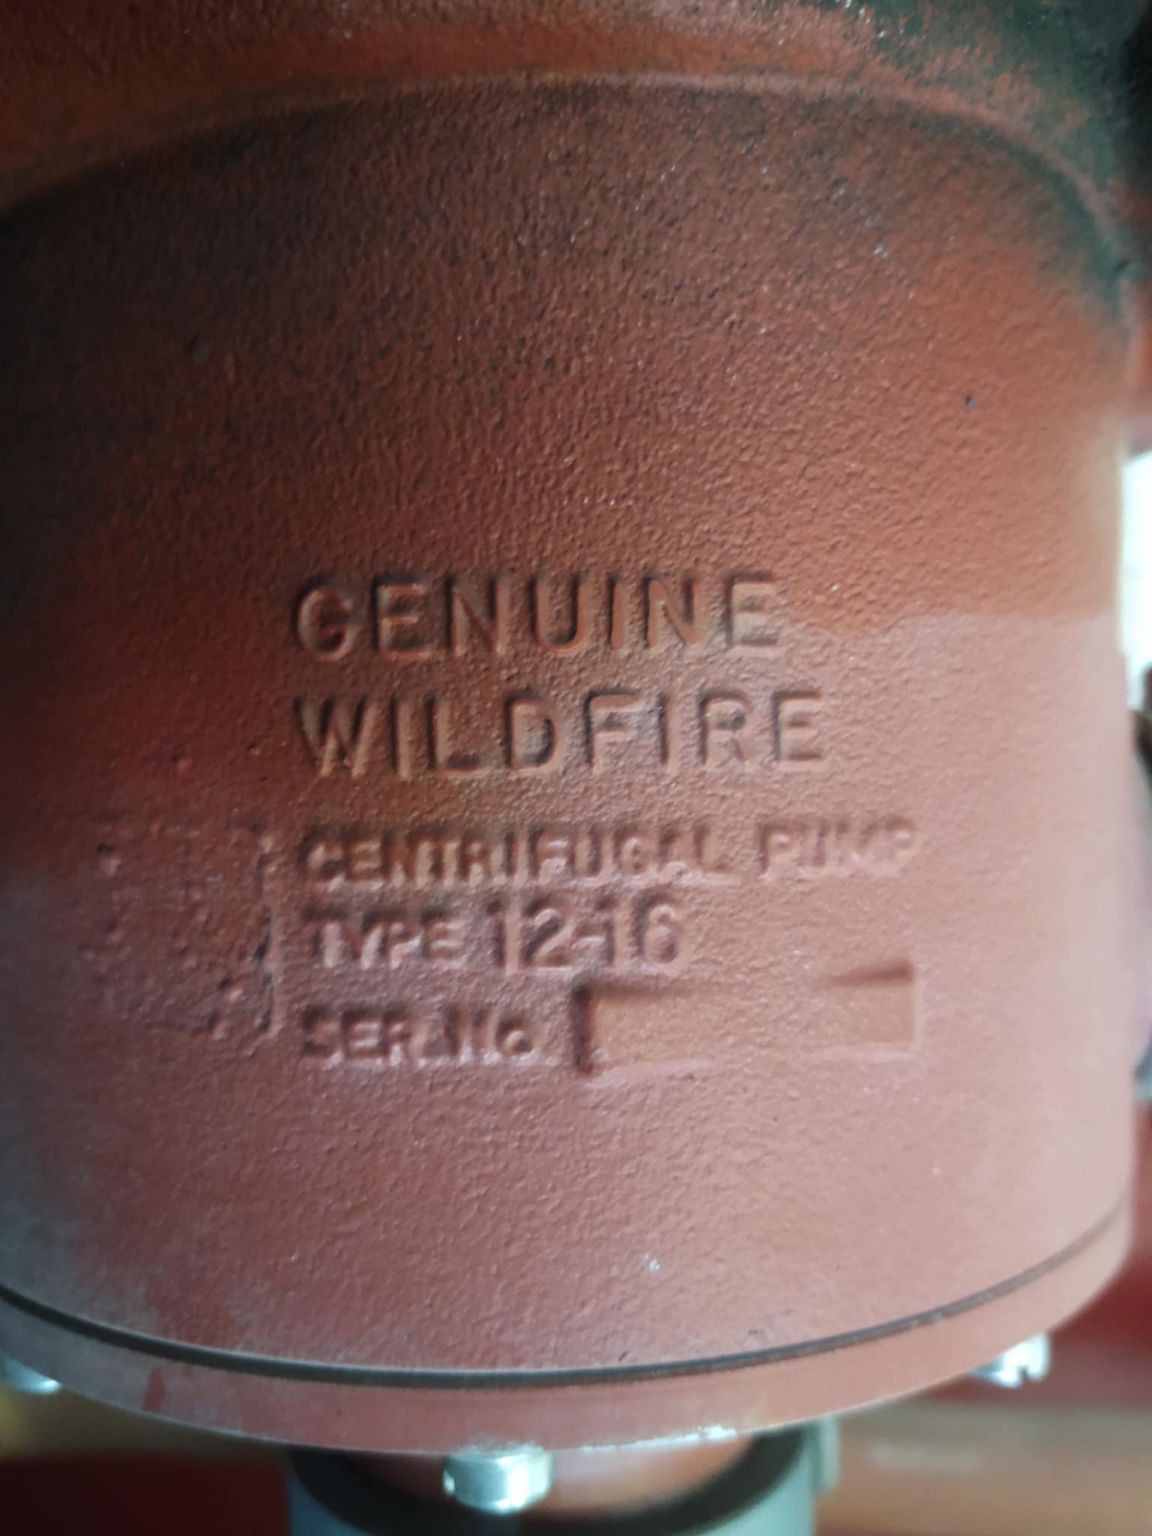 GENUINE
WILDFIRE
CENTRIFUGAL PUMP
TYPE 12-16
SER. No.